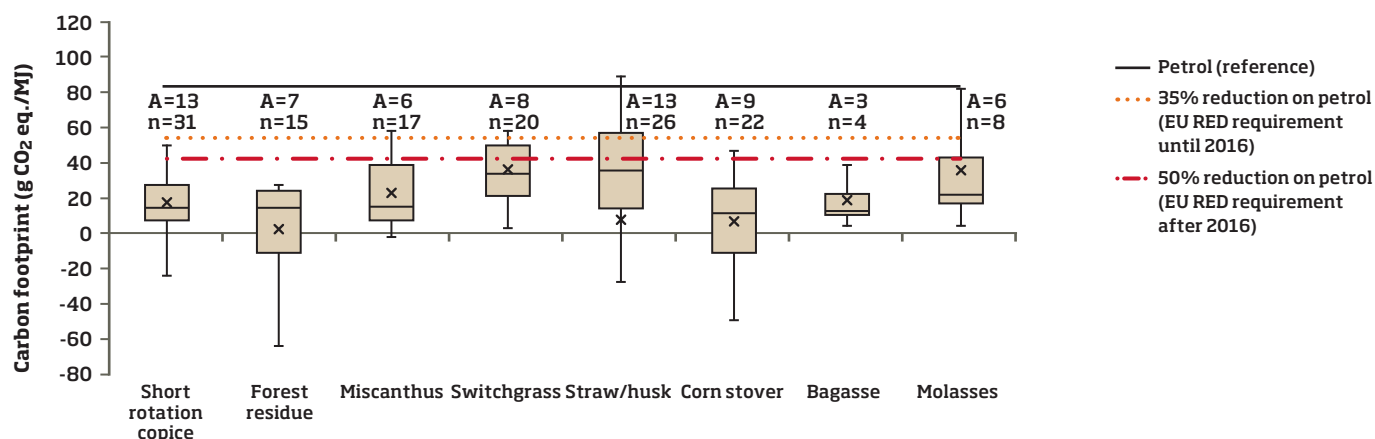 Carbon footprint (g CO₂ eq./MJ)
120
100
80
60
40
20
0
-20
-40
-60
-80
A=13
n=31
A=7
n=15
A=6
n=17
A=8
n=20
A=13
n=26
A=9
n=22
A=3
n=4
A=6
n=8
Short
rotation
copice
Forest
residue
Miscanthus
Switchgrass
Straw/husk
Corn stover
Bagasse
Molasses
Petrol (reference)
35% reduction on petrol
(EU RED requirement
until 2016)
50% reduction on petrol
(EU RED requirement
after 2016)